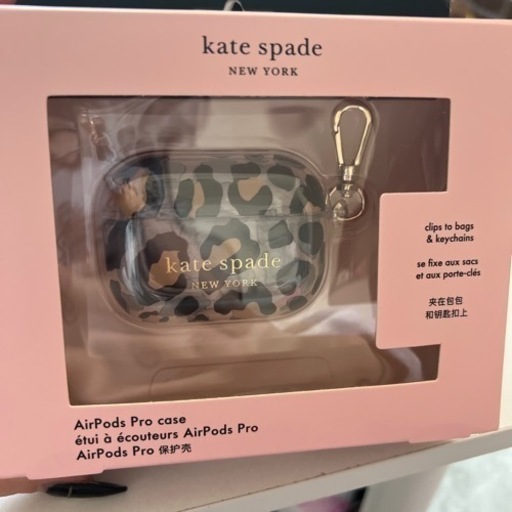 kate spade
NEW YORK
kate spade
NEW YORK
clips to bags
& keychains
se fixe aux sacs
et aux porte-clés
夹在包包
和钥匙扣上
AirPods Pro case
étui à écouteurs AirPods Pro
AirPods Pro 保护壳